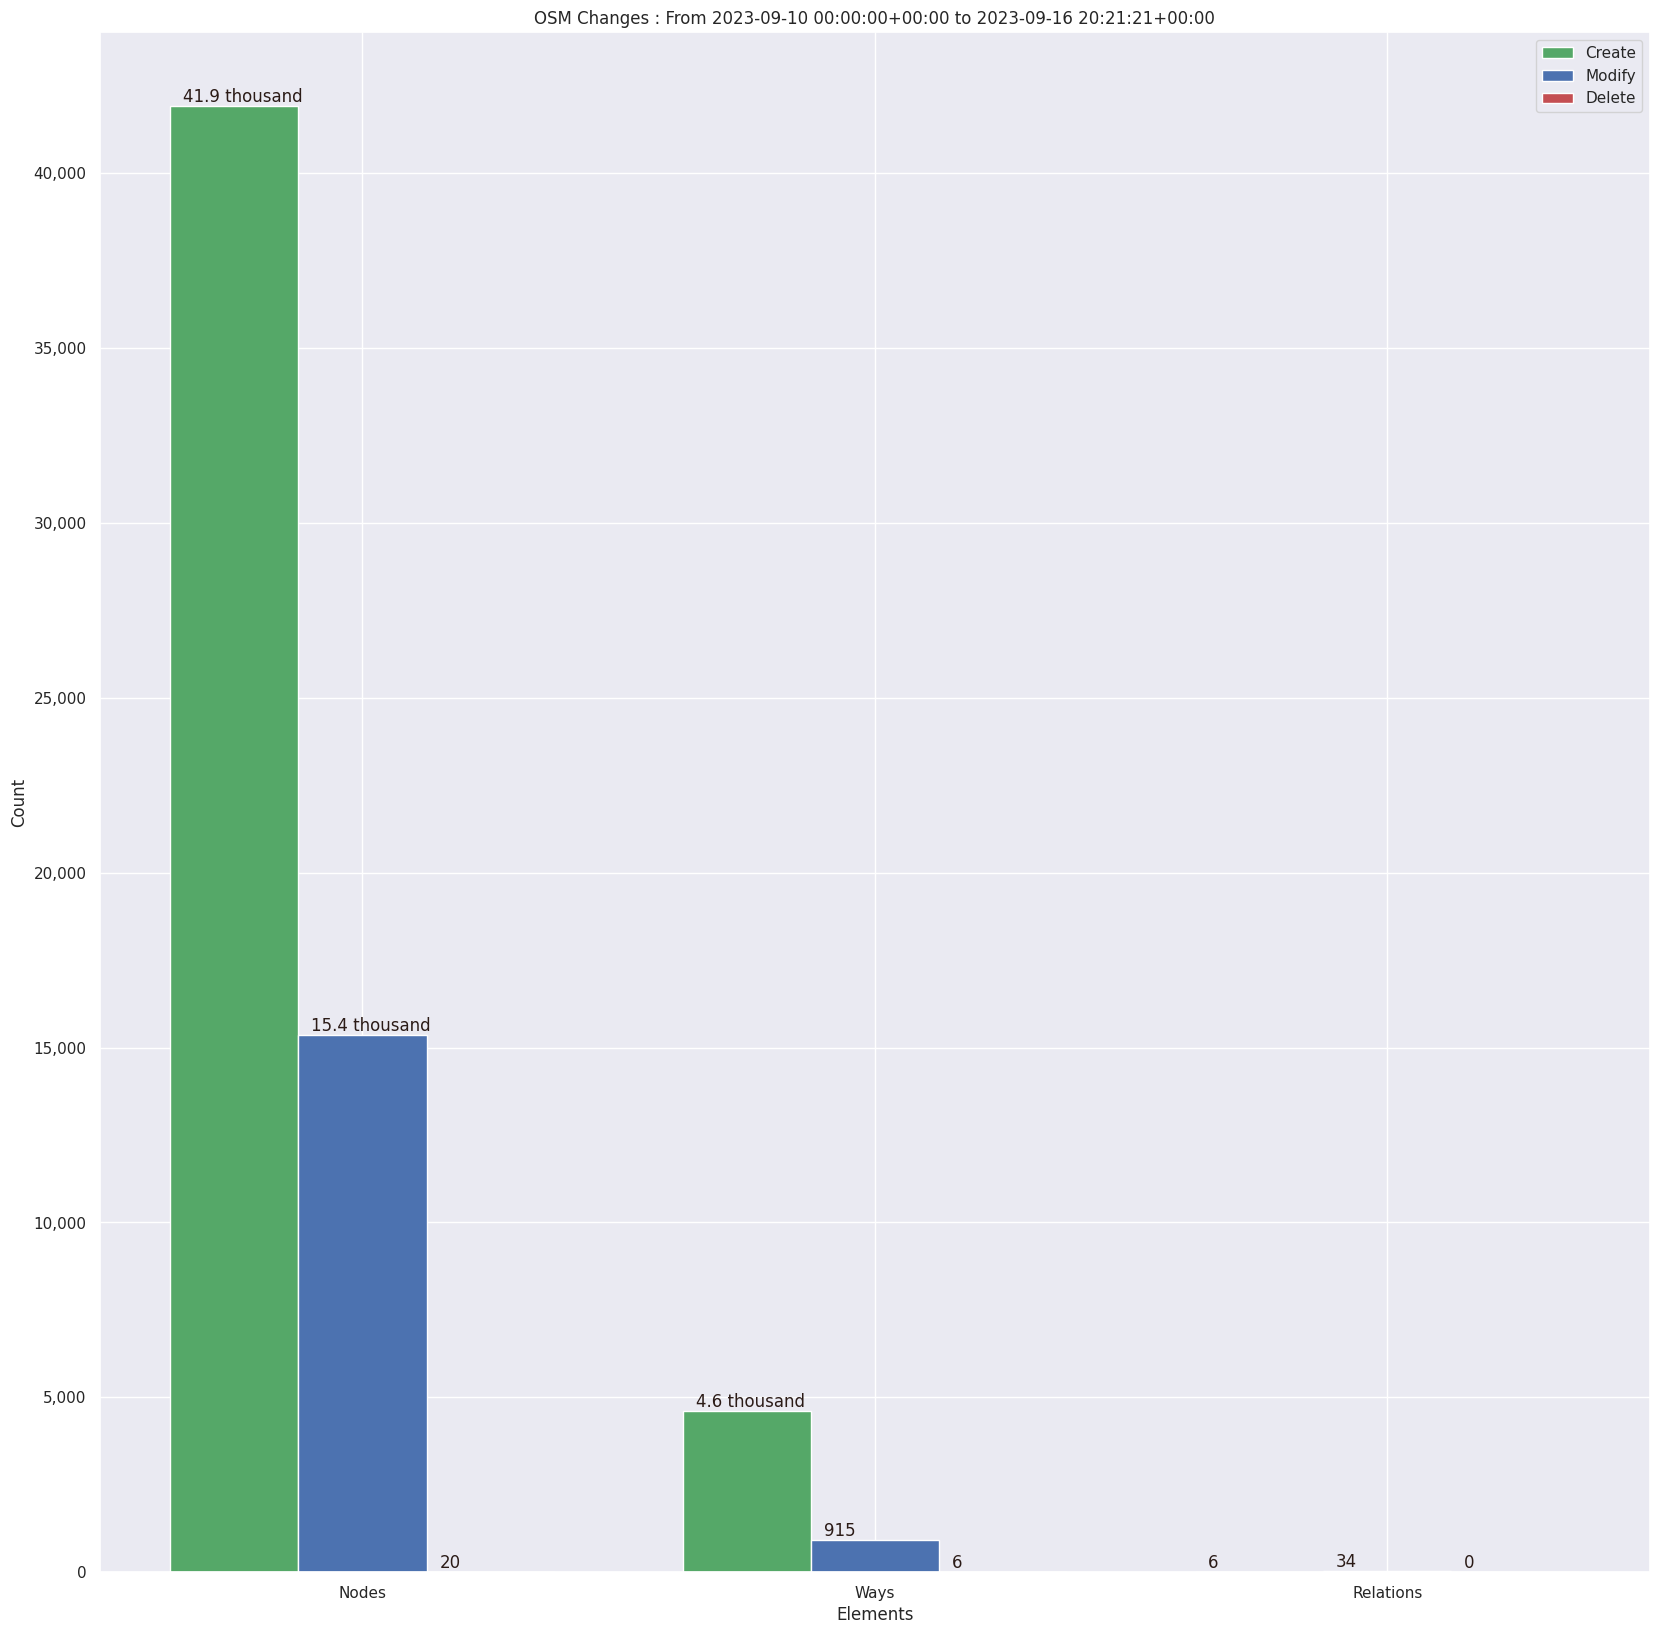 OSM Changes : From 2023-09-10 00:00:00+00:00 to 2023-09-16 20:21:21+00:00
Create
Modify
Delete
41.9 thousand
40,000
35,000
30,000
25,000
Count
20,000
15.4 thousand
15,000
10,000
5,000
4.6 thousand
915
0
20
6
6
34
0
Nodes
Ways
Relations
Elements